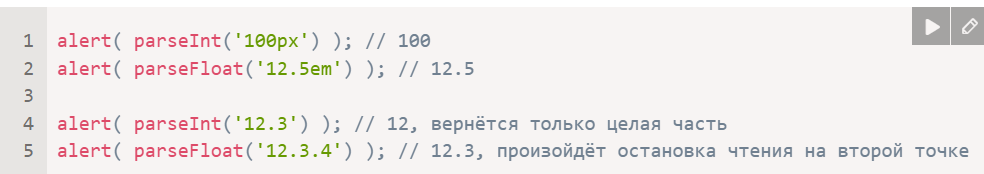 1 alert( parseInt('100px') ); // 100
2 alert( parseFloat('12.5em') ); // 12.5
3
4 alert( parseInt('12.3') ); // 12, вернётся только целая часть
5 alert( parseFloat('12.3.4') ); // 12.3, произойдёт остановка чтения на второй точке